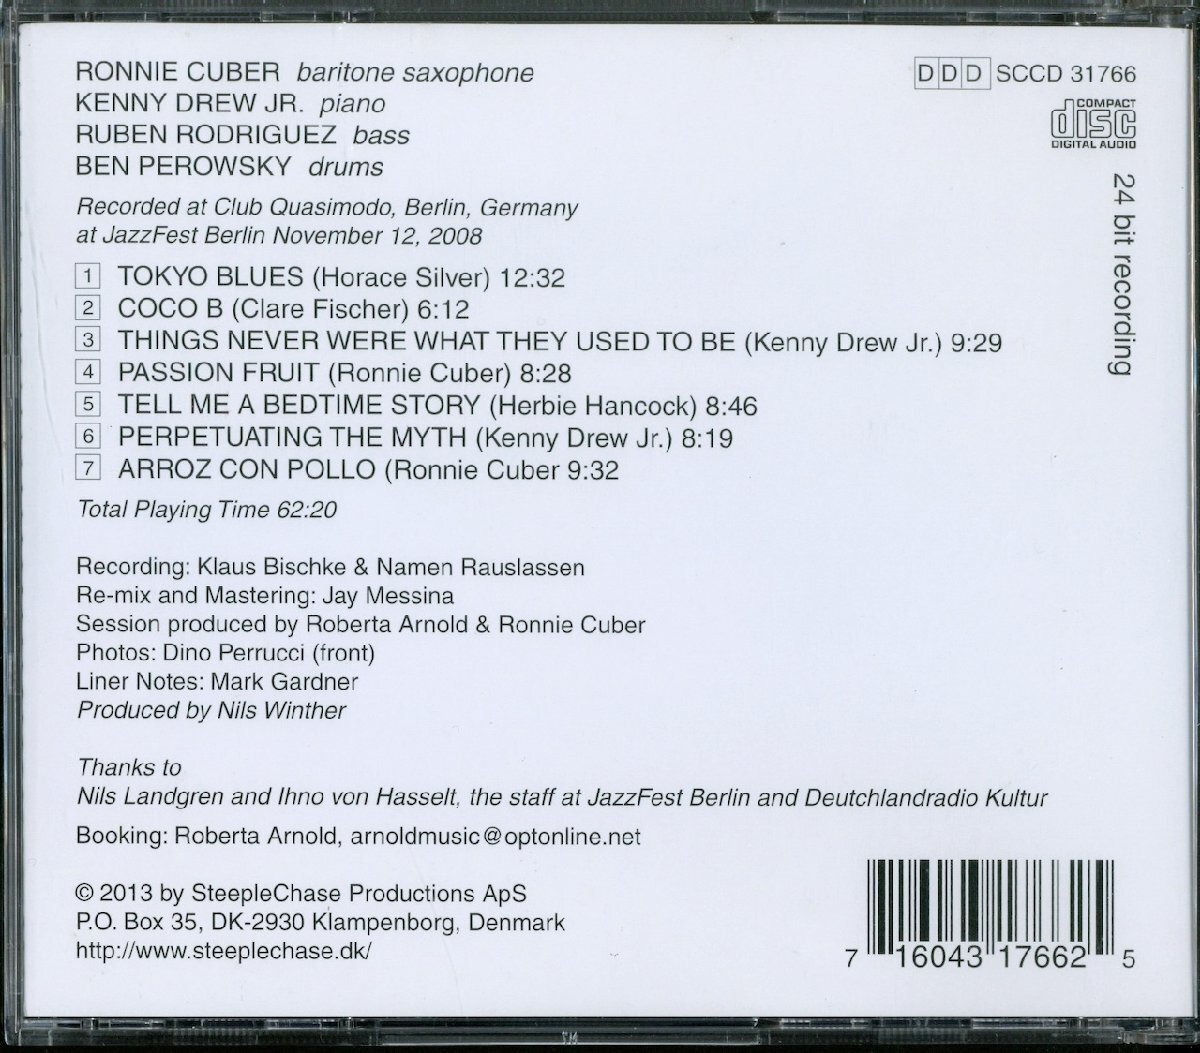 RONNIE CUBER baritone saxophone
KENNY DREW JR. piano
RUBEN RODRIGUEZ bass
BEN PEROWSKY drums
DDD SCCD 31766
COMPACT
disc
DIGITAL AUDIO
24 bit recording
Recorded at Club Quasimodo, Berlin, Germany
at JazzFest Berlin November 12, 2008
1 TOKYO BLUES (Horace Silver) 12:32
2 COCO B (Clare Fischer) 6:12
3 THINGS NEVER WERE WHAT THEY USED TO BE (Kenny Drew Jr.) 9:29
4 PASSION FRUIT (Ronnie Cuber) 8:28
5 TELL ME A BEDTIME STORY (Herbie Hancock) 8:46
6 PERPETUATING THE MYTH (Kenny Drew Jr.) 8:19
7 ARROZ CON POLLO (Ronnie Cuber 9:32
Total Playing Time 62:20
Recording: Klaus Bischke & Namen Rauslassen
Re-mix and Mastering: Jay Messina
Session produced by Roberta Arnold & Ronnie Cuber
Photos: Dino Perrucci (front)
Liner Notes: Mark Gardner
Produced by Nils Winther
Thanks to
Nils Landgren and Ihno von Hasselt, the staff at JazzFest Berlin and Deutchlandradio Kultur
Booking: Roberta Arnold, arnoldmusic@optonline.net
© 2013 by SteepleChase Productions ApS
P.O. Box 35, DK-2930 Klampenborg, Denmark
http://www.steeplechase.dk/
7 16043 17662 5